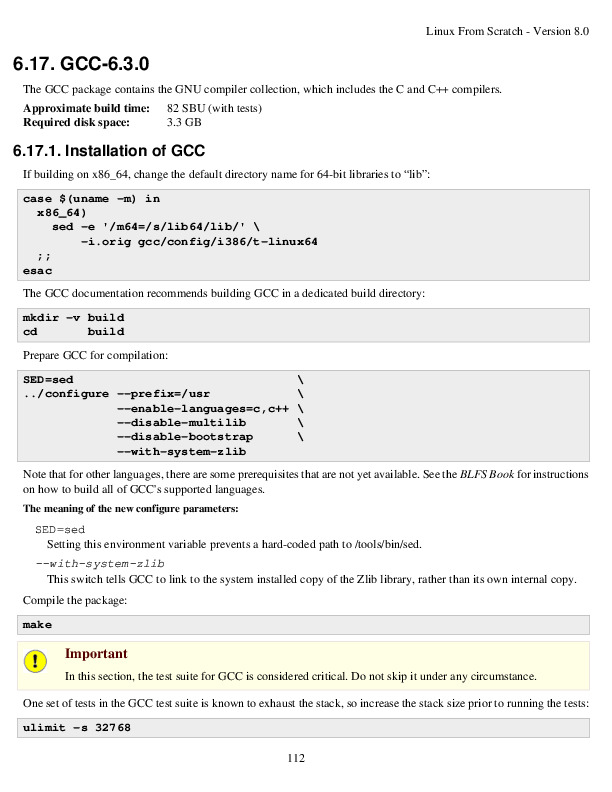 Linux From Scratch - Version 8.0
6.17. GCC-6.3.0
The GCC package contains the GNU compiler collection, which includes the C and C++ compilers.
Approximate build time: 82 SBU (with tests)
Required disk space: 3.3 GB
6.17.1. Installation of GCC
If building on x86_64, change the default directory name for 64-bit libraries to “lib”:
case $(uname -m) in
  x86_64)
    sed -e '/m64=/s/lib64/lib/' \
        -i.orig gcc/config/i386/t-linux64
  ;;
esac
The GCC documentation recommends building GCC in a dedicated build directory:
mkdir -v build
cd       build
Prepare GCC for compilation:
SED=sed                               \
../configure --prefix=/usr            \
             --enable-languages=c,c++ \
             --disable-multilib       \
             --disable-bootstrap      \
             --with-system-zlib
Note that for other languages, there are some prerequisites that are not yet available. See the BLFS Book for instructions
on how to build all of GCC's supported languages.
The meaning of the new configure parameters:
SED=sed
Setting this environment variable prevents a hard-coded path to /tools/bin/sed.
--with-system-zlib
This switch tells GCC to link to the system installed copy of the Zlib library, rather than its own internal copy.
Compile the package:
make
Important
In this section, the test suite for GCC is considered critical. Do not skip it under any circumstance.
One set of tests in the GCC test suite is known to exhaust the stack, so increase the stack size prior to running the tests:
ulimit -s 32768
112